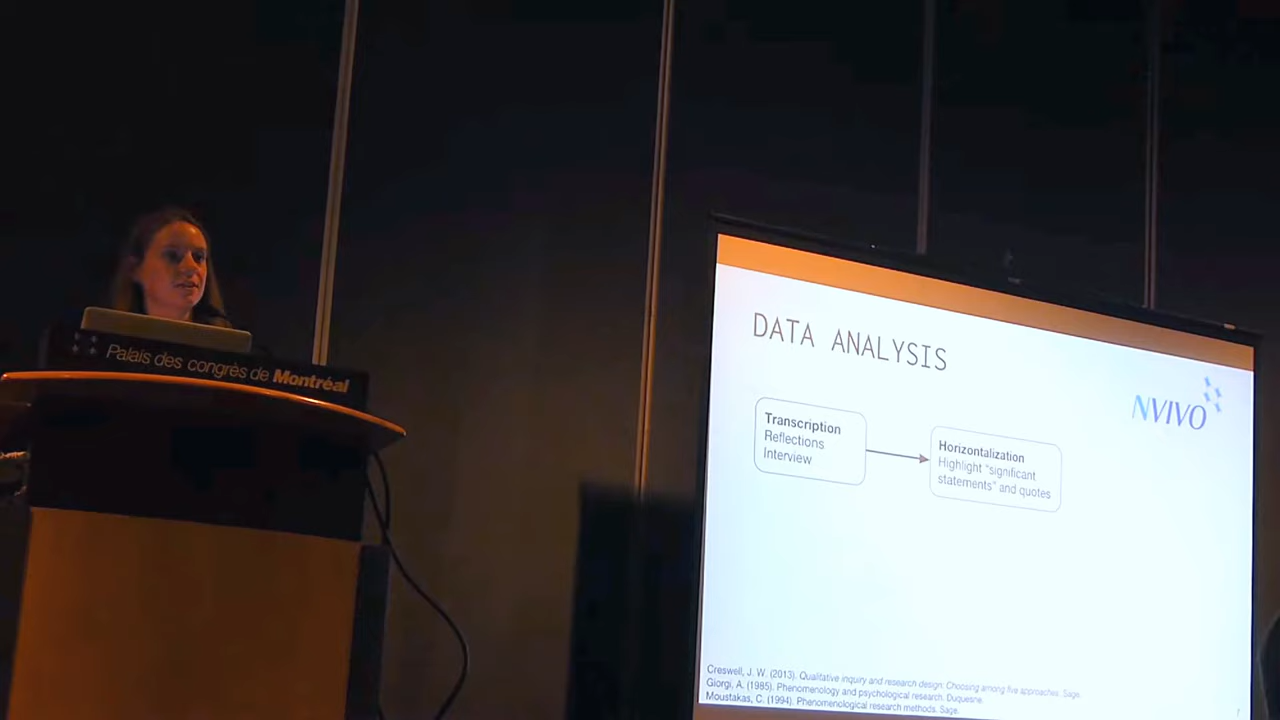 Palais des congrès de Montréal
DATA ANALYSIS
NVIVO
Transcription
Reflections
Interview
Horizontalization
Highlight "significant
statements" and quotes
Creswell, J. W. (2013). Qualitative inquiry and research design: Choosing among five approaches. Sage.
Giorgi, A. (1985). Phenomenology and psychological research. Duquesne.
Moustakas, C. (1994). Phenomenological research methods. Sage.